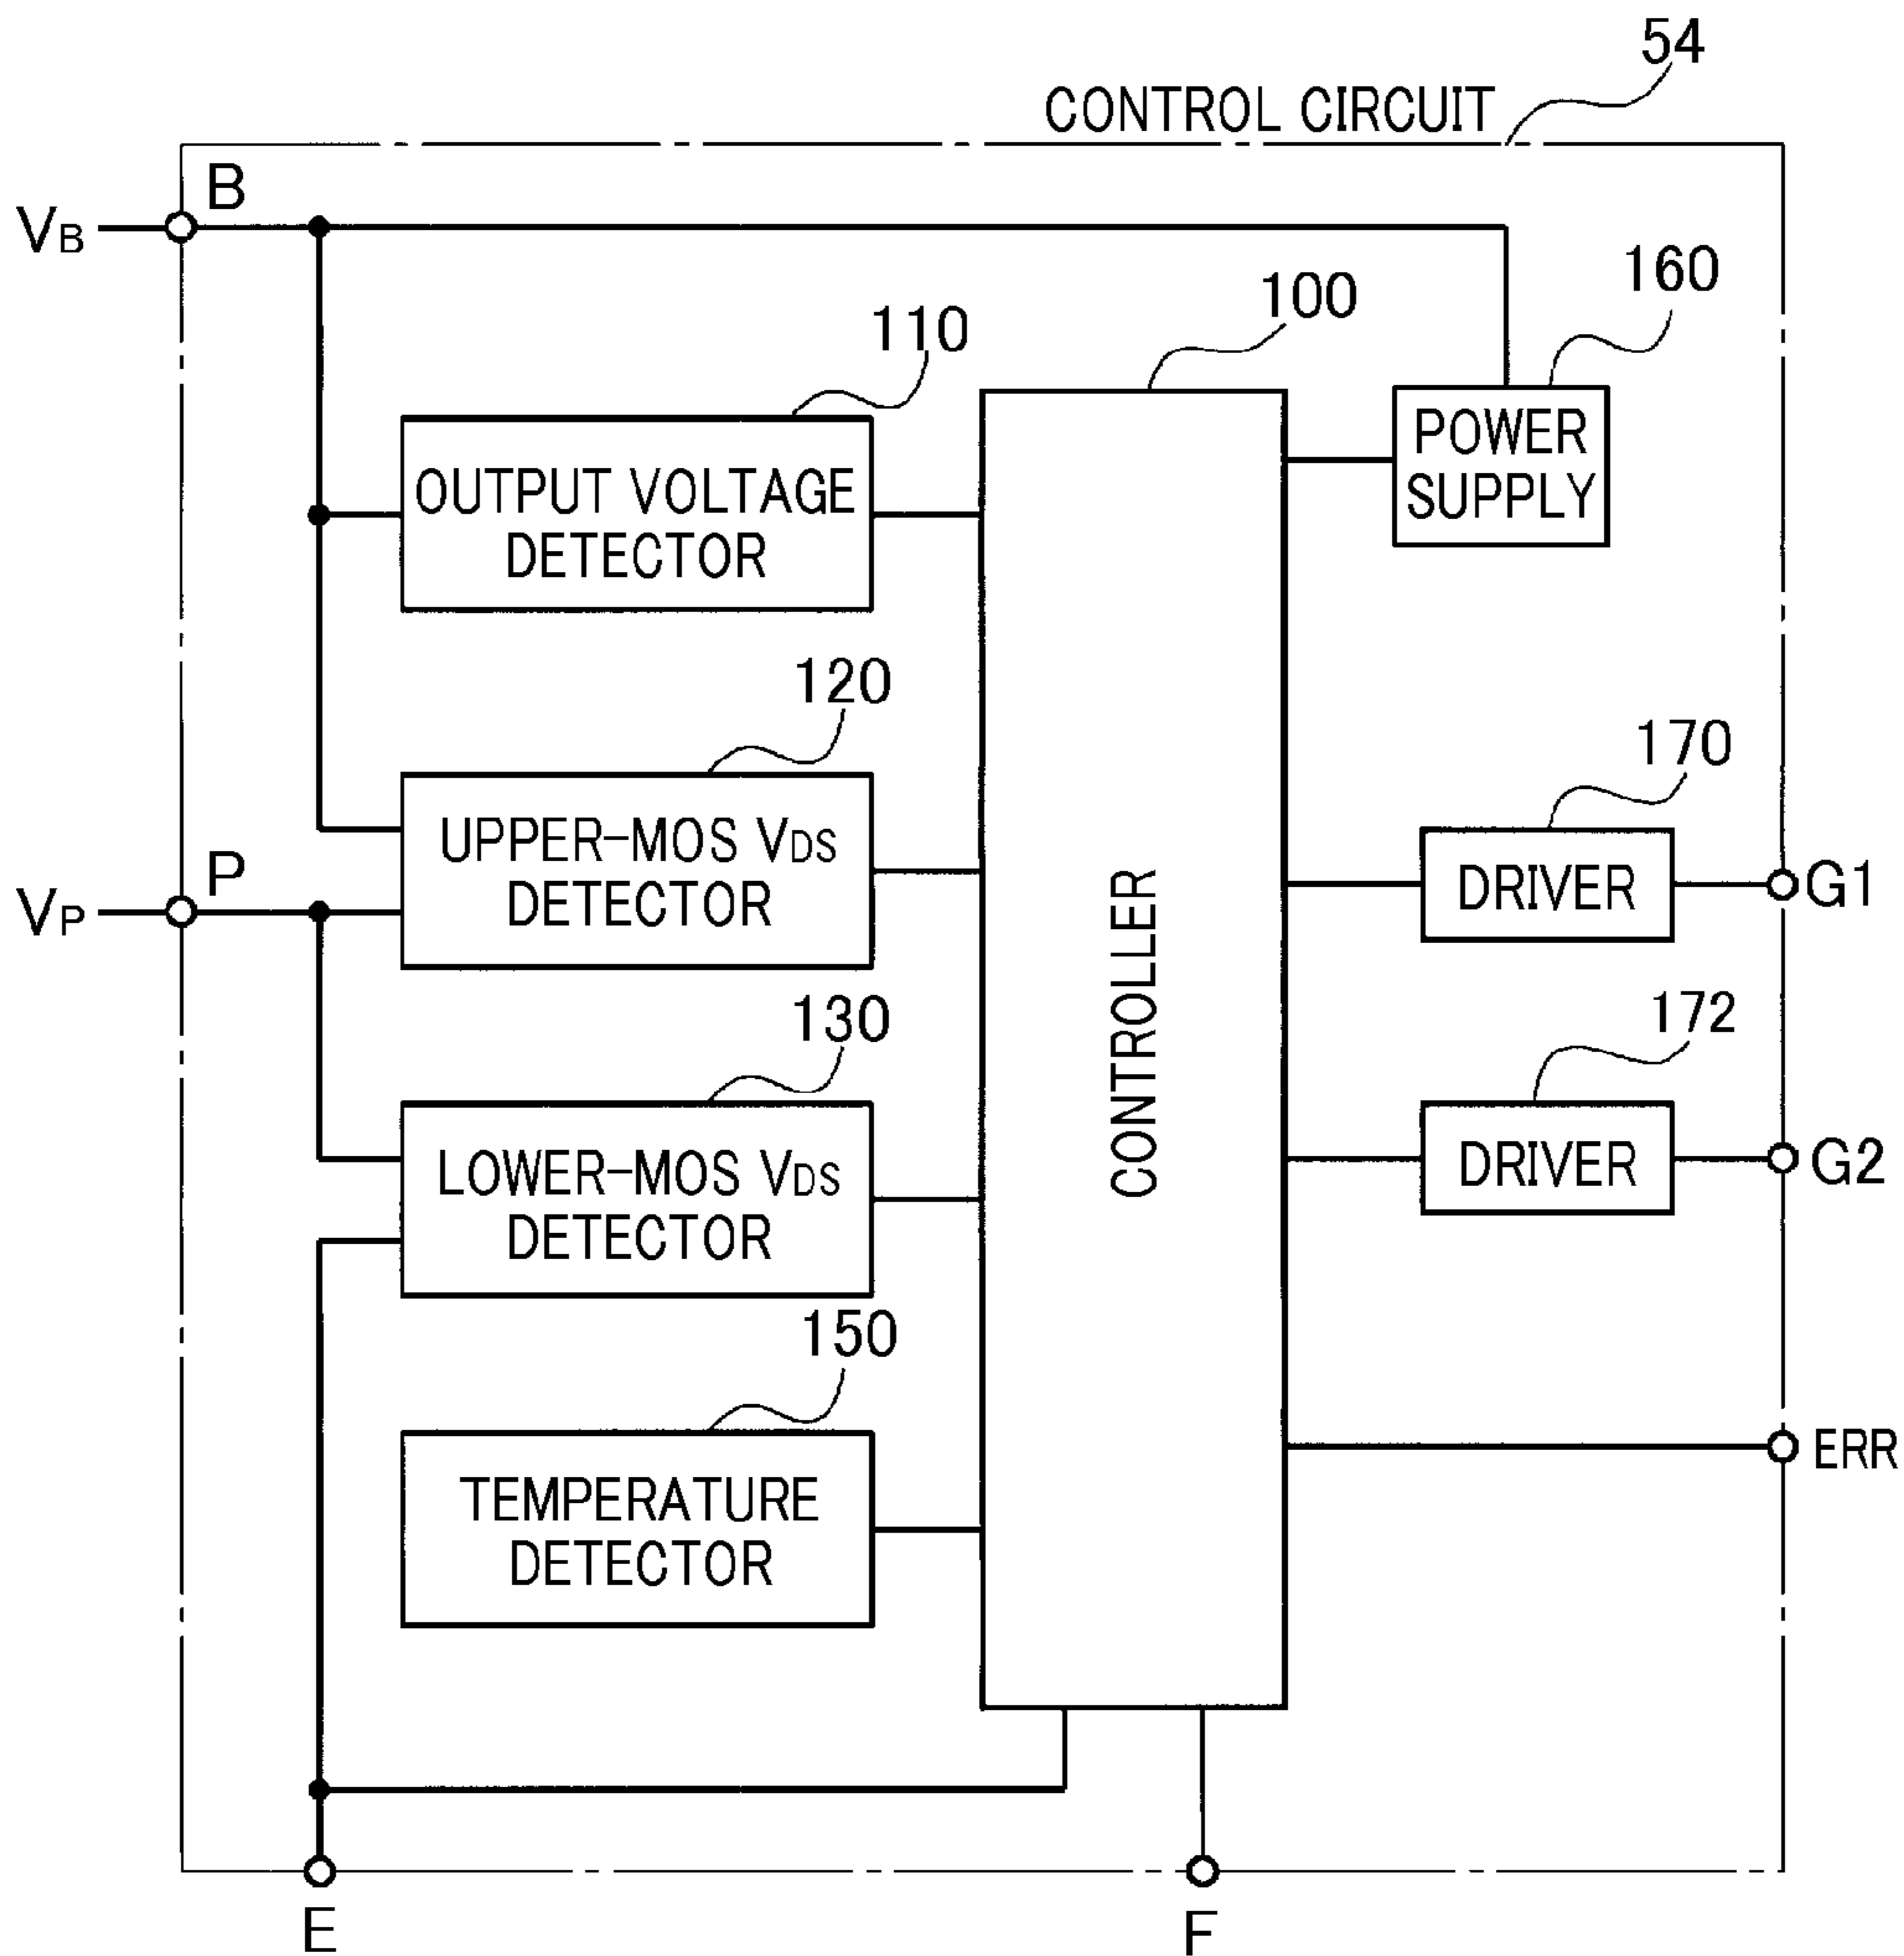 54
CONTROL CIRCUIT
B
VB
160
100
110
POWER
SUPPLY
OUTPUT VOLTAGE
DETECTOR
120
170
UPPER-MOS VDS
DETECTOR
P
VP
DRIVER
G1
CONTROLLER
130
172
LOWER-MOS VDS
DETECTOR
DRIVER
G2
150
ERR
TEMPERATURE
DETECTOR
E
F